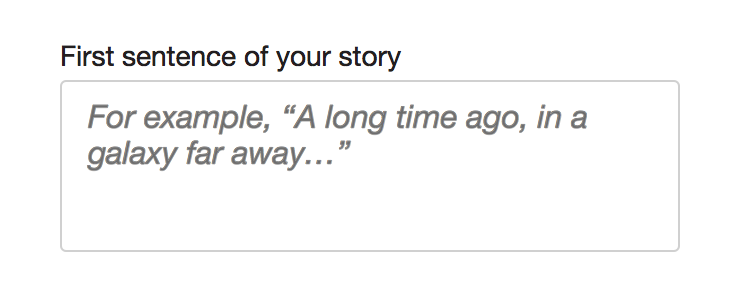 First sentence of your story
For example, “A long time ago, in a
galaxy far away…”